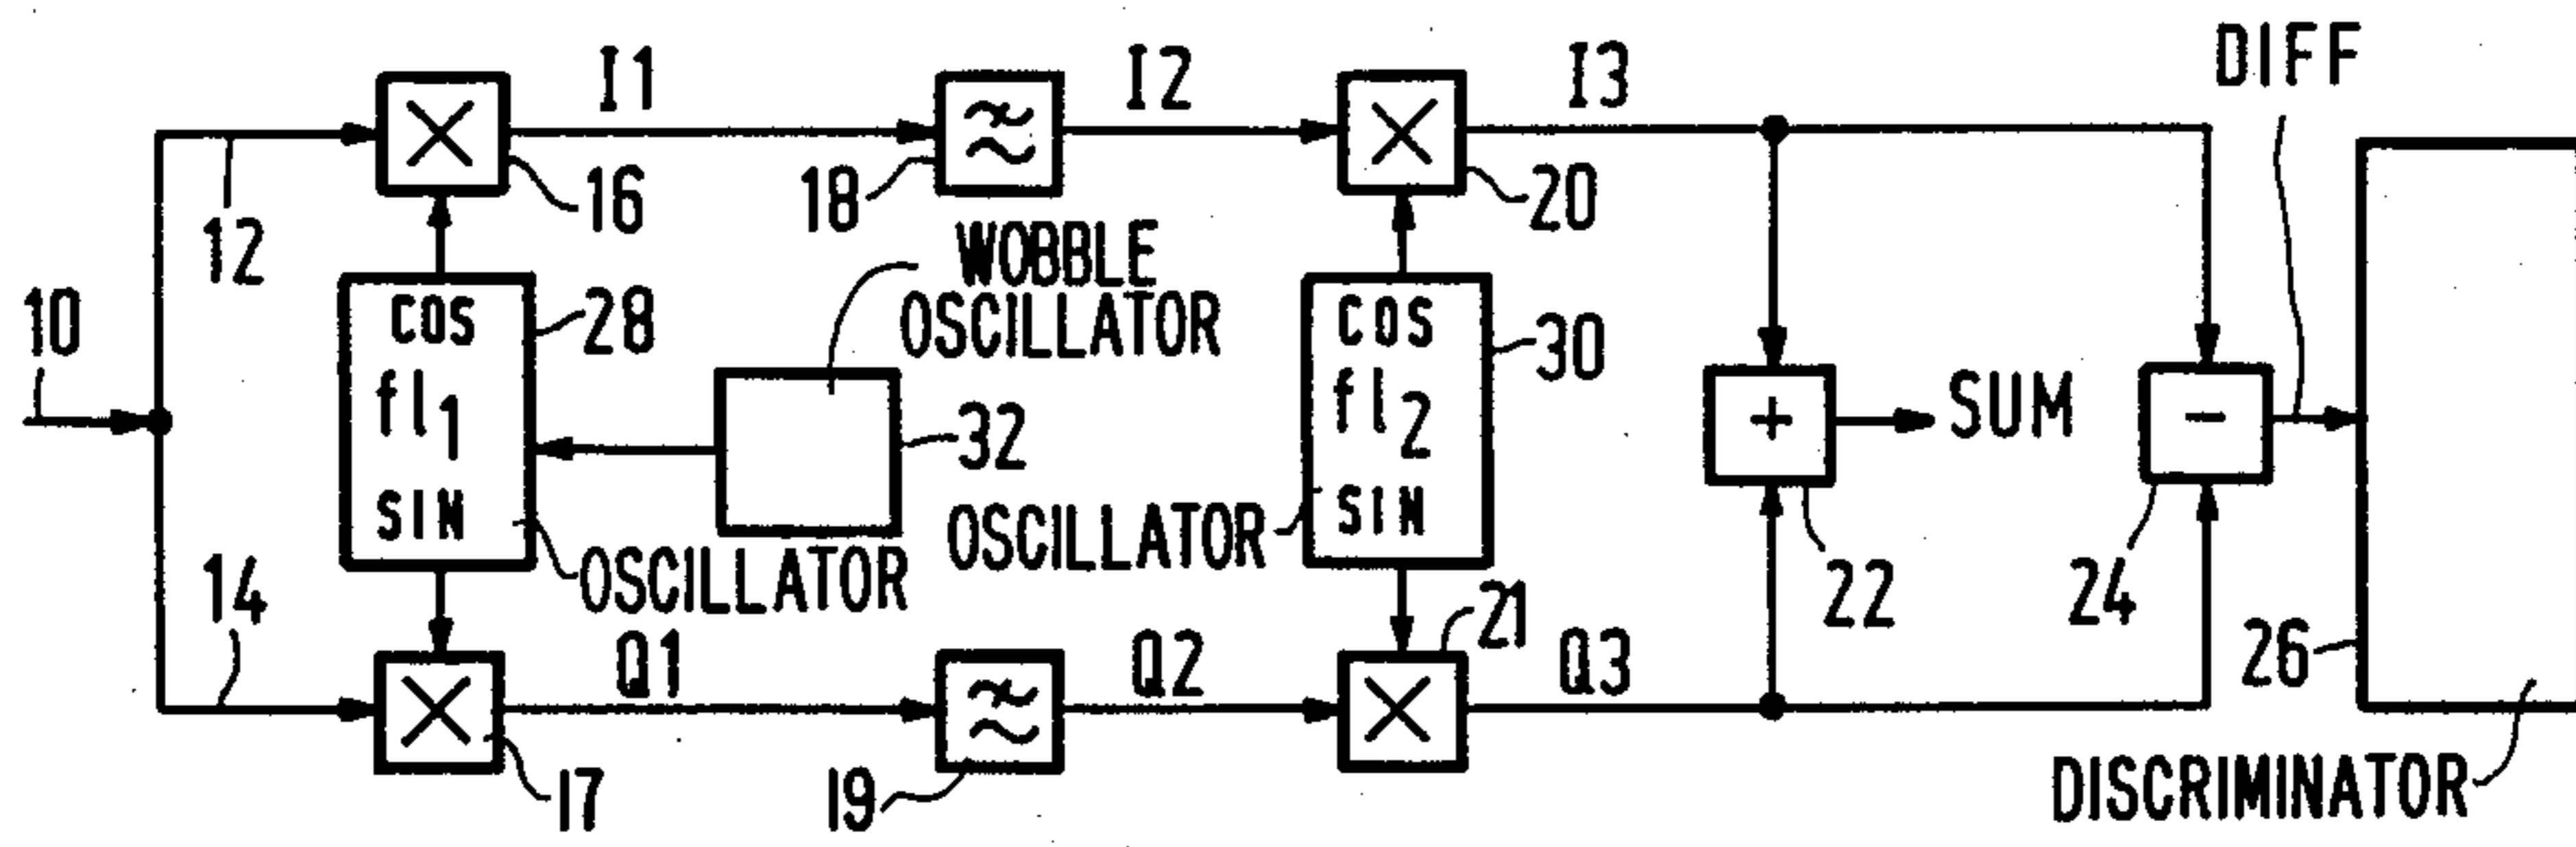 I1
I2
I3
DIFF
12
16
18
20
WOBBLE
OSCILLATOR
10
COS
fl1
SIN
28
32
COS
fl2
SIN
30
+
SUM
−
OSCILLATOR
OSCILLATOR
14
22
24
26
Q1
Q2
21
Q3
17
19
DISCRIMINATOR